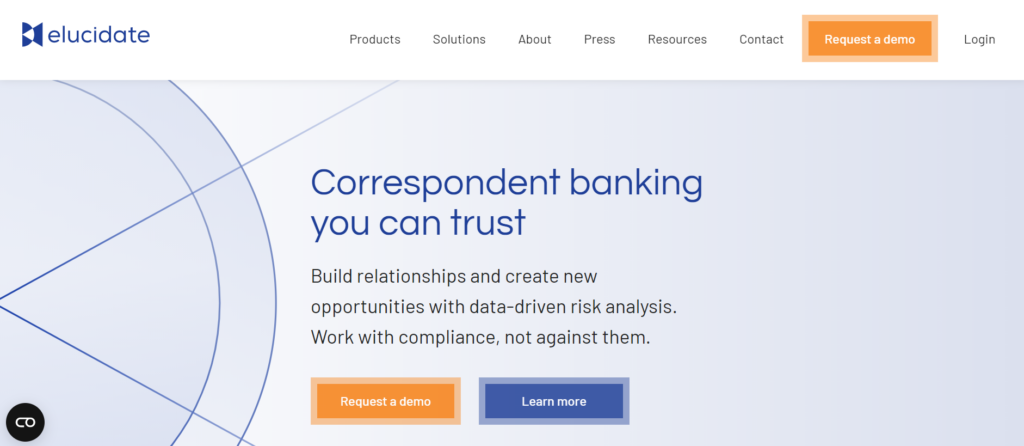 elucidate
Products Solutions About Press Resources Contact Request a demo Login
Correspondent banking
you can trust
Build relationships and create new
opportunities with data-driven risk analysis.
Work with compliance, not against them.
Request a demo Learn more